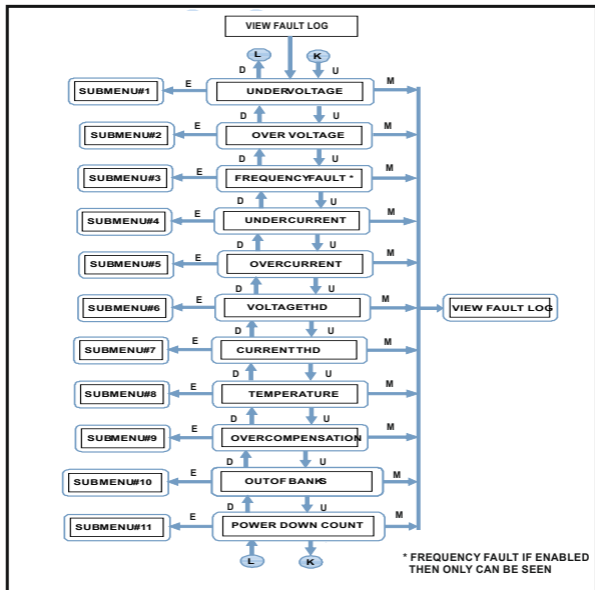 VIEW FAULT LOG
L K
D U
E M
SUBMENU#1 UNDERVOLTAGE
D U
E M
SUBMENU#2 OVER VOLTAGE
D U
E M
SUBMENU#3 FREQUENCYFAULT *
D U
E M
SUBMENU#4 UNDERCURRENT
D U
E M
SUBMENU#5 OVERCURRENT
D U
E M
SUBMENU#6 VOLTAGETHD VIEW FAULT LOG
D U
E M
SUBMENU#7 CURRENT THD
D U
E M
SUBMENU#8 TEMPERATURE
D U
E M
SUBMENU#9 OVERCOMPENSATION
D U
E M
SUBMENU#10 OUTOF BANKS
D U
E M
SUBMENU#11 POWER DOWN COUNT
L K
* FREQUENCY FAULT IF ENABLED
THEN ONLY CAN BE SEEN